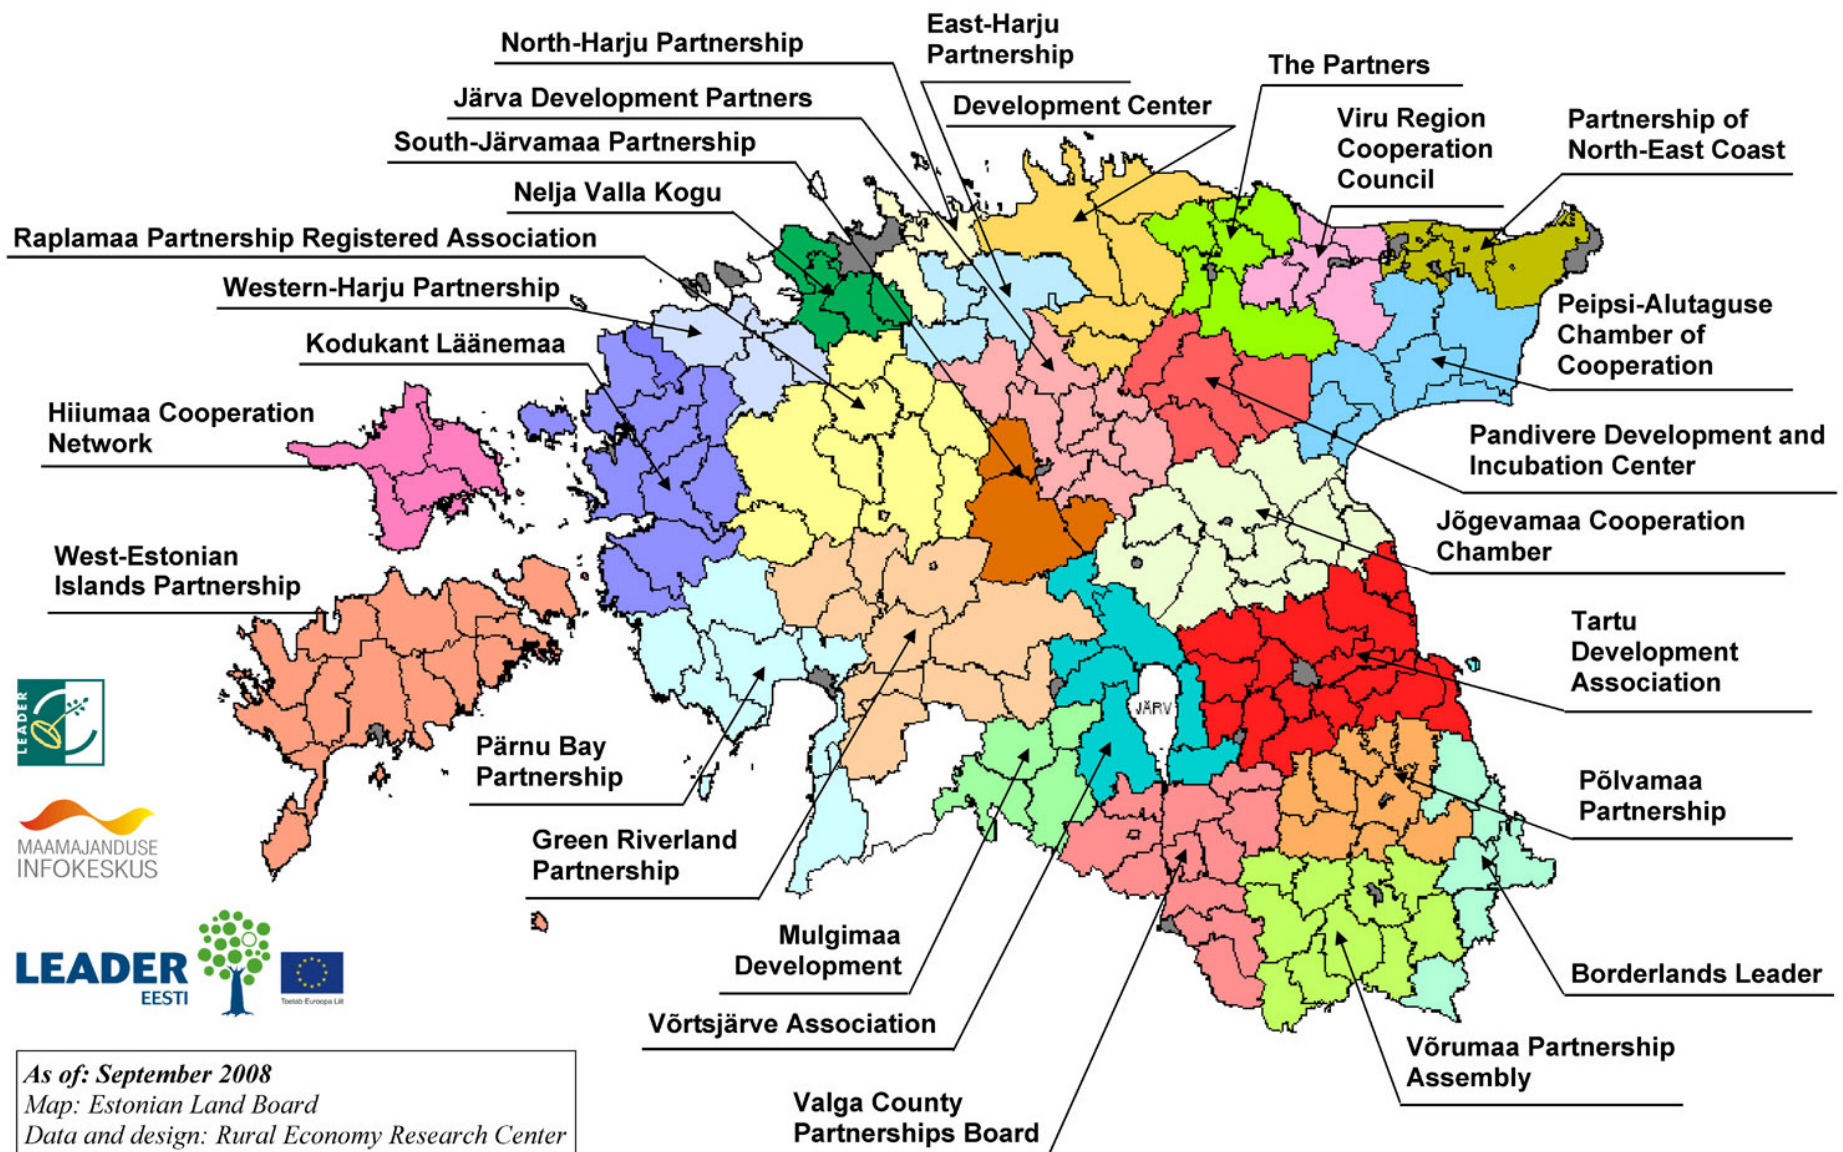 North-Harju Partnership
East-Harju
Partnership
The Partners
Järva Development Partners
Development Center
Viru Region
Cooperation
Council
Partnership of
North-East Coast
South-Järvamaa Partnership
Nelja Valla Kogu
Raplamaa Partnership Registered Association
Western-Harju Partnership
Peipsi-Alutaguse
Chamber of
Cooperation
Kodukant Läänemaa
Hiiumaa Cooperation
Network
Pandivere Development and
Incubation Center
Jõgevamaa Cooperation
Chamber
West-Estonian
Islands Partnership
Tartu
Development
Association
JÄRV
LEADER
Pärnu Bay
Partnership
Põlvamaa
Partnership
Green Riverland
Partnership
MAAMAJANDUSE
INFOKESKUS
Mulgimaa
Development
LEADER
EESTI
Toetab Euroopa Liit
Borderlands Leader
Võrtsjärve Association
Võrumaa Partnership
Assembly
Valga County
Partnerships Board
As of: September 2008
Map: Estonian Land Board
Data and design: Rural Economy Research Center